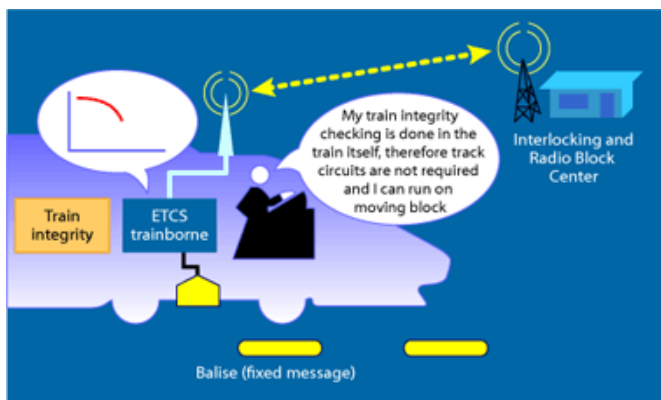 My train integrity
checking is done in the
train itself, therefore track
circuits are not required
and I can run on
moving block
Interlocking and
Radio Block
Center
Train
integrity
ETCS
trainborne
Balise (fixed message)